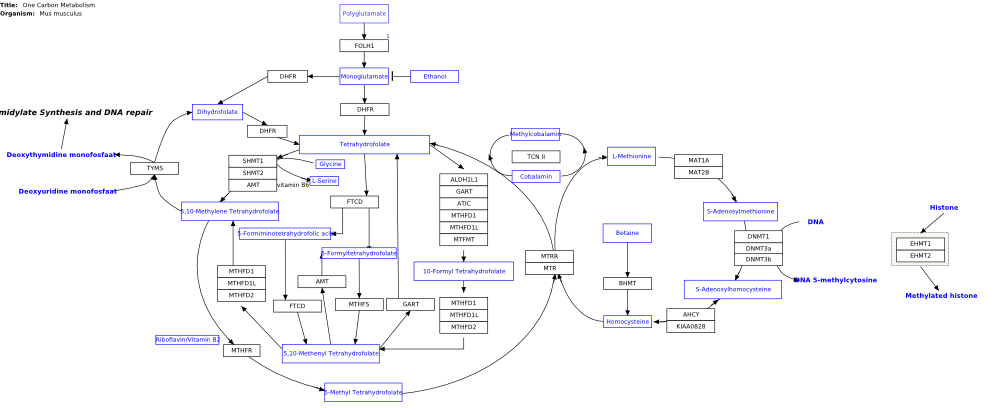 Title: One Carbon Metabolism
Organism: Mus musculus
Polyglutamate
1
FOLH1
DHFR
Monoglutamate
Ethanol
Dihydrofolate
DHFR
midylate Synthesis and DNA repair
DHFR
Tetrahydrofolate
Methylcobalamin
TCN II
Cobalamin
L-Methionine
MAT1A
MAT2B
Deoxythymidine monofosfaat
TYMS
SHMT1
SHMT2
AMT
Glycine
L-Serine
vitamin B6
Deoxyuridine monofosfaat
FTCD
ALDH1L1
GART
ATIC
MTHFD1
MTHFD1L
MTFMT
5,10-Methylene Tetrahydrofolate
S-Adenosylmethionine
DNA
Histone
5-Formiminotetrahydrofolic acid
Betaine
DNMT1
DNMT3a
DNMT3b
EHMT1
EHMT2
5-Formyltetrahydrofolate
MTRR
MTR
MTHFD1
MTHFD1L
MTHFD2
AMT
10-Formyl Tetrahydrofolate
BHMT
S-Adenosylhomocysteine
DNA 5-methylcytosine
Methylated histone
FTCD
MTHFS
GART
MTHFD1
MTHFD1L
MTHFD2
Homocysteine
AHCY
KIAA0828
Riboflavin/Vitamin B2
MTHFR
5,10-Methenyl Tetrahydrofolate
5-Methyl Tetrahydrofolate